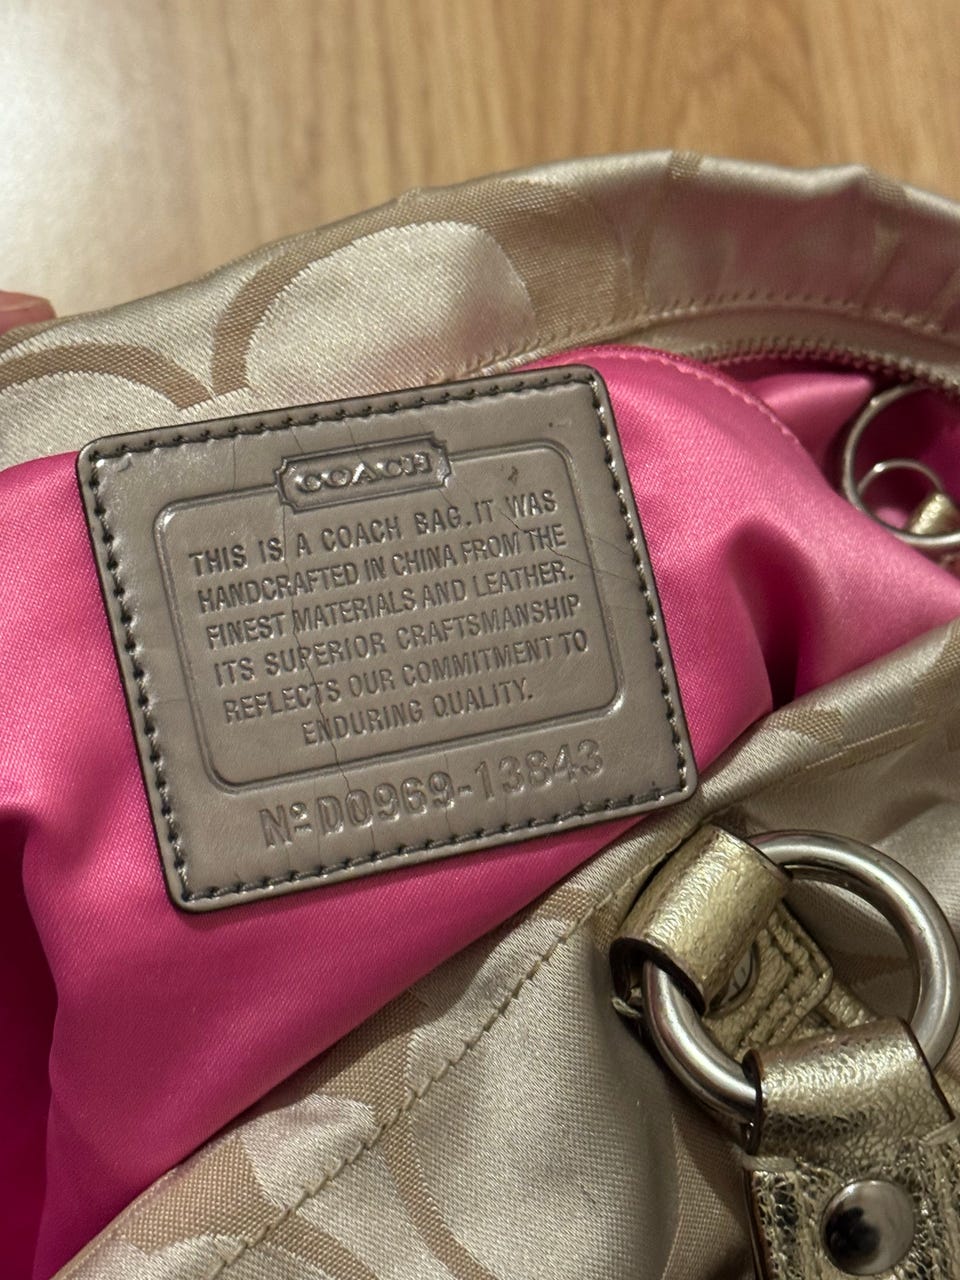 COACH
THIS IS A COACH BAG. IT WAS
HANDCRAFTED IN CHINA FROM THE
FINEST MATERIALS AND LEATHER.
ITS SUPERIOR CRAFTSMANSHIP
REFLECTS OUR COMMITMENT TO
ENDURING QUALITY.
Nº D0969-13843